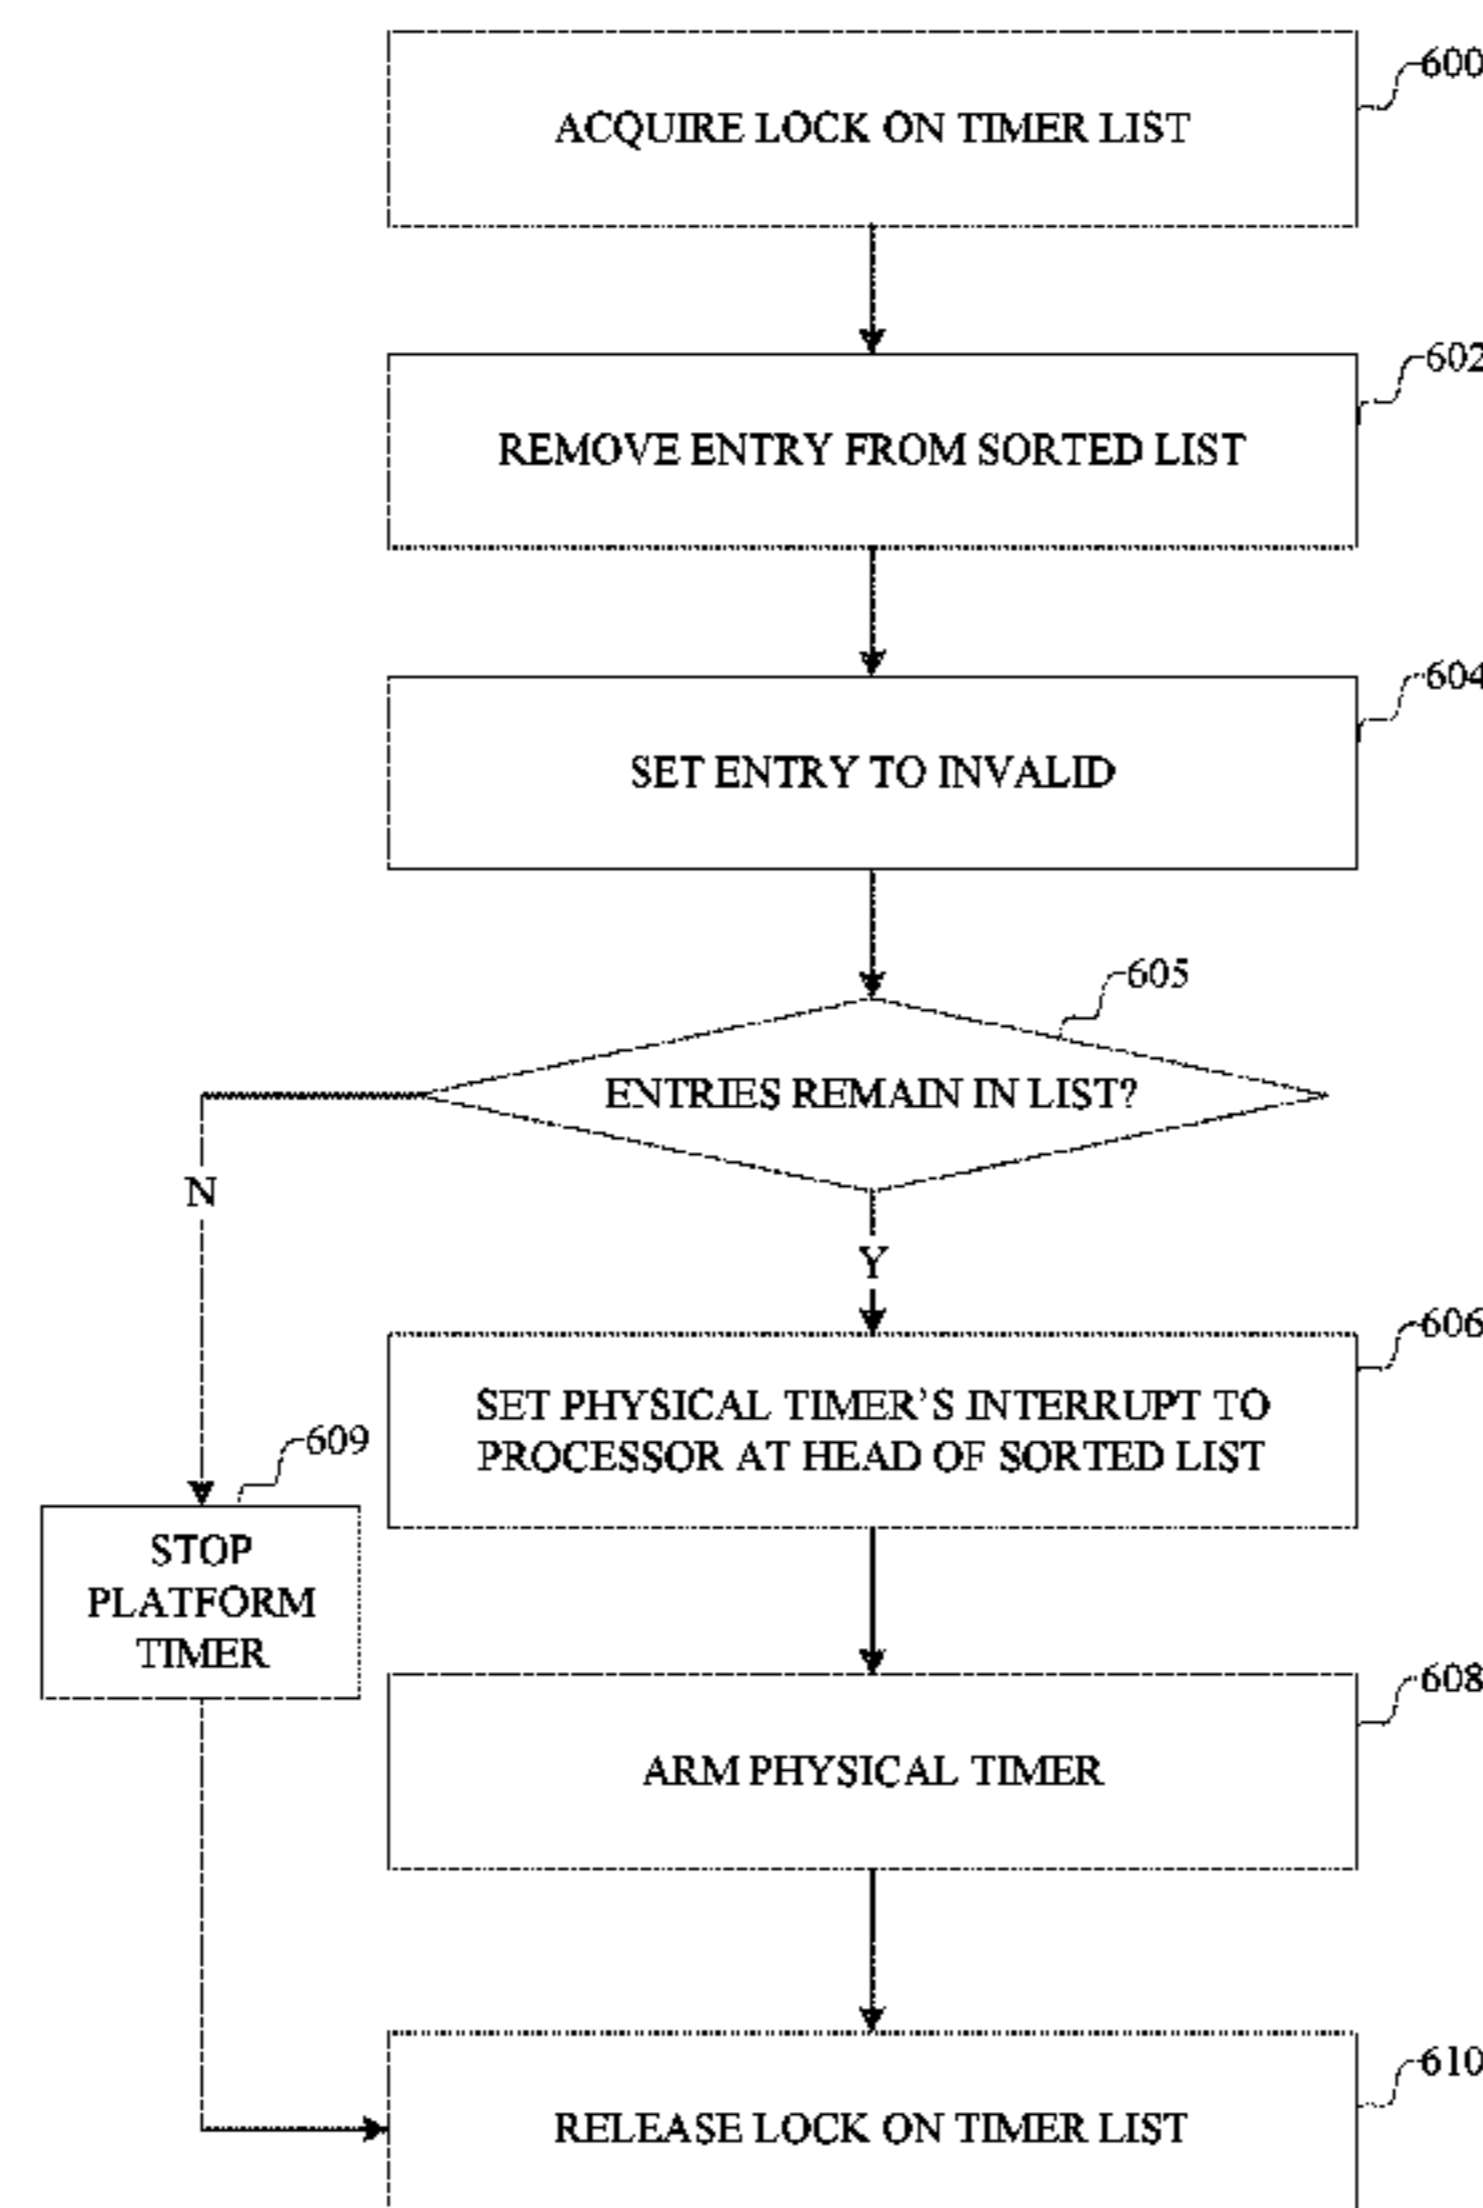 600
ACQUIRE LOCK ON TIMER LIST
602
REMOVE ENTRY FROM SORTED LIST
604
SET ENTRY TO INVALID
605
ENTRIES REMAIN IN LIST?
N
Y
606
SET PHYSICAL TIMER'S INTERRUPT TO
PROCESSOR AT HEAD OF SORTED LIST
609
STOP
PLATFORM
TIMER
608
ARM PHYSICAL TIMER
610
RELEASE LOCK ON TIMER LIST